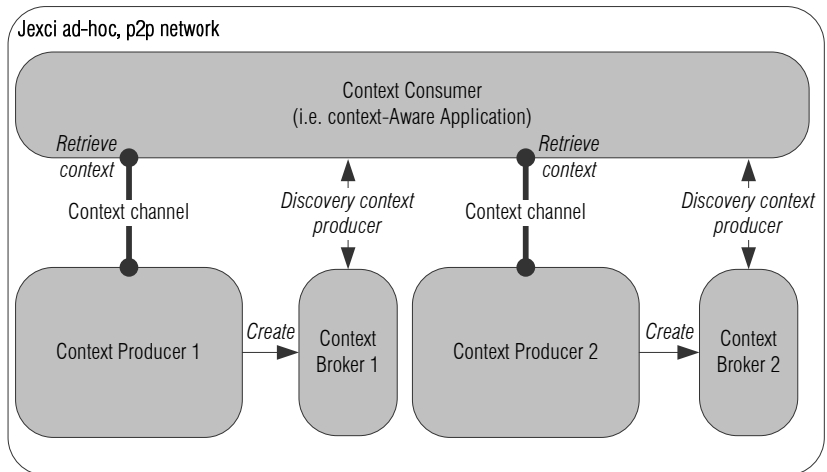 Jexci ad-hoc, p2p network
Context Consumer
(i.e. context-Aware Application)
Retrieve
context
Context channel
Discovery context
producer
Retrieve
context
Context channel
Discovery context
producer
Context Producer 1
Create
Context
Broker 1
Context Producer 2
Create
Context
Broker 2